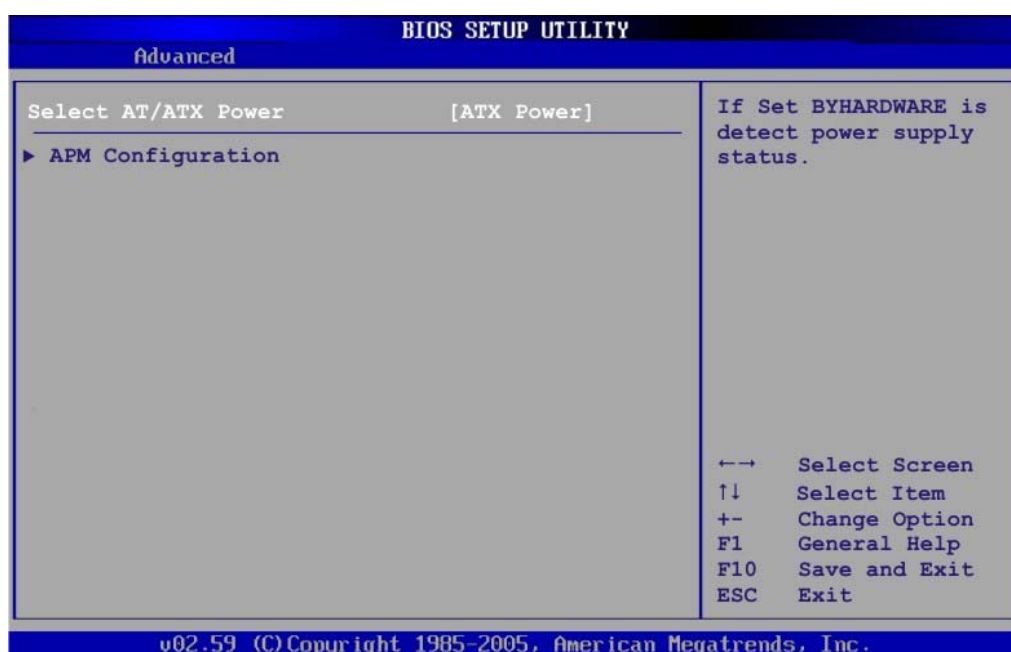 BIOS SETUP UTILITY
Advanced
Select AT/ATX Power [ATX Power]
▶ APM Configuration
If Set BYHARDWARE is
detect power supply
status.
←→ Select Screen
↑↓ Select Item
+- Change Option
F1 General Help
F10 Save and Exit
ESC Exit
v02.59 (C)Copyright 1985-2005, American Megatrends, Inc.